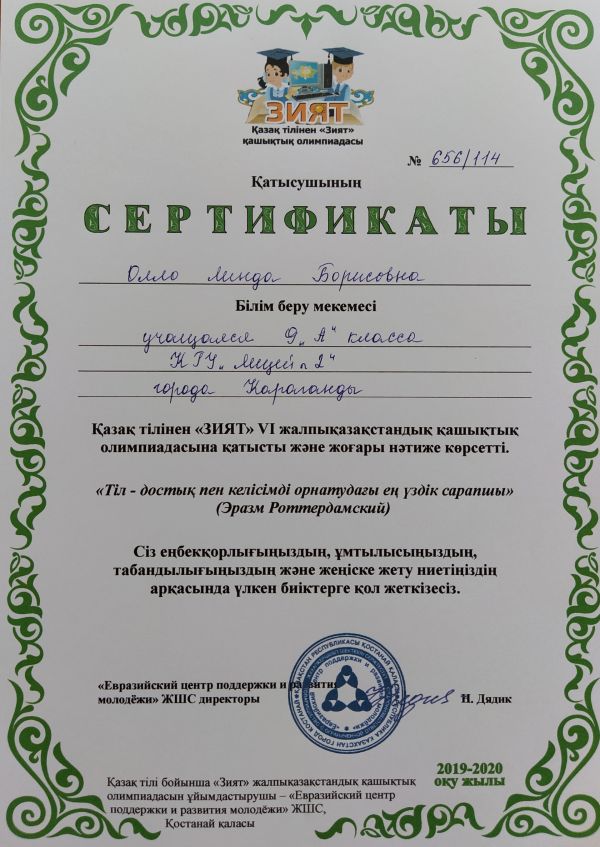 ЗИЯТ
Қазақ тілінен «Зият»
қашықтық олимпиадасы
№ 656/114
Қатысушының
СЕРТИФИКАТЫ
Олло Линда Борисовна
Білім беру мекемесі
учащаяся 9 „А“ класса
КГУ „Лицей № 2“
города Караганды
Қазақ тілінен «ЗИЯТ» VI жалпықазақстандық қашықтық
олимпиадасына қатысты және жоғары нәтиже көрсетті.
«Тіл - достық пен келісімді орнатудағы ең үздік сарапшы»
(Эразм Роттердамский)
Сіз еңбекқорлығыңыздың, ұмтылысыңыздың,
табандылығыңыздың және жеңіске жету ниетіңіздің
арқасында үлкен биіктерге қол жеткізесіз.
«Евразийский центр поддержки и развития
молодёжи» ЖШС директоры
Н. Дядик
2019-2020
оқу жылы
Қазақ тілі бойынша «Зият» жалпықазақстандық қашықтық
олимпиадасын ұйымдастырушы – «Евразийский центр
поддержки и развития молодёжи» ЖШС,
Қостанай қаласы